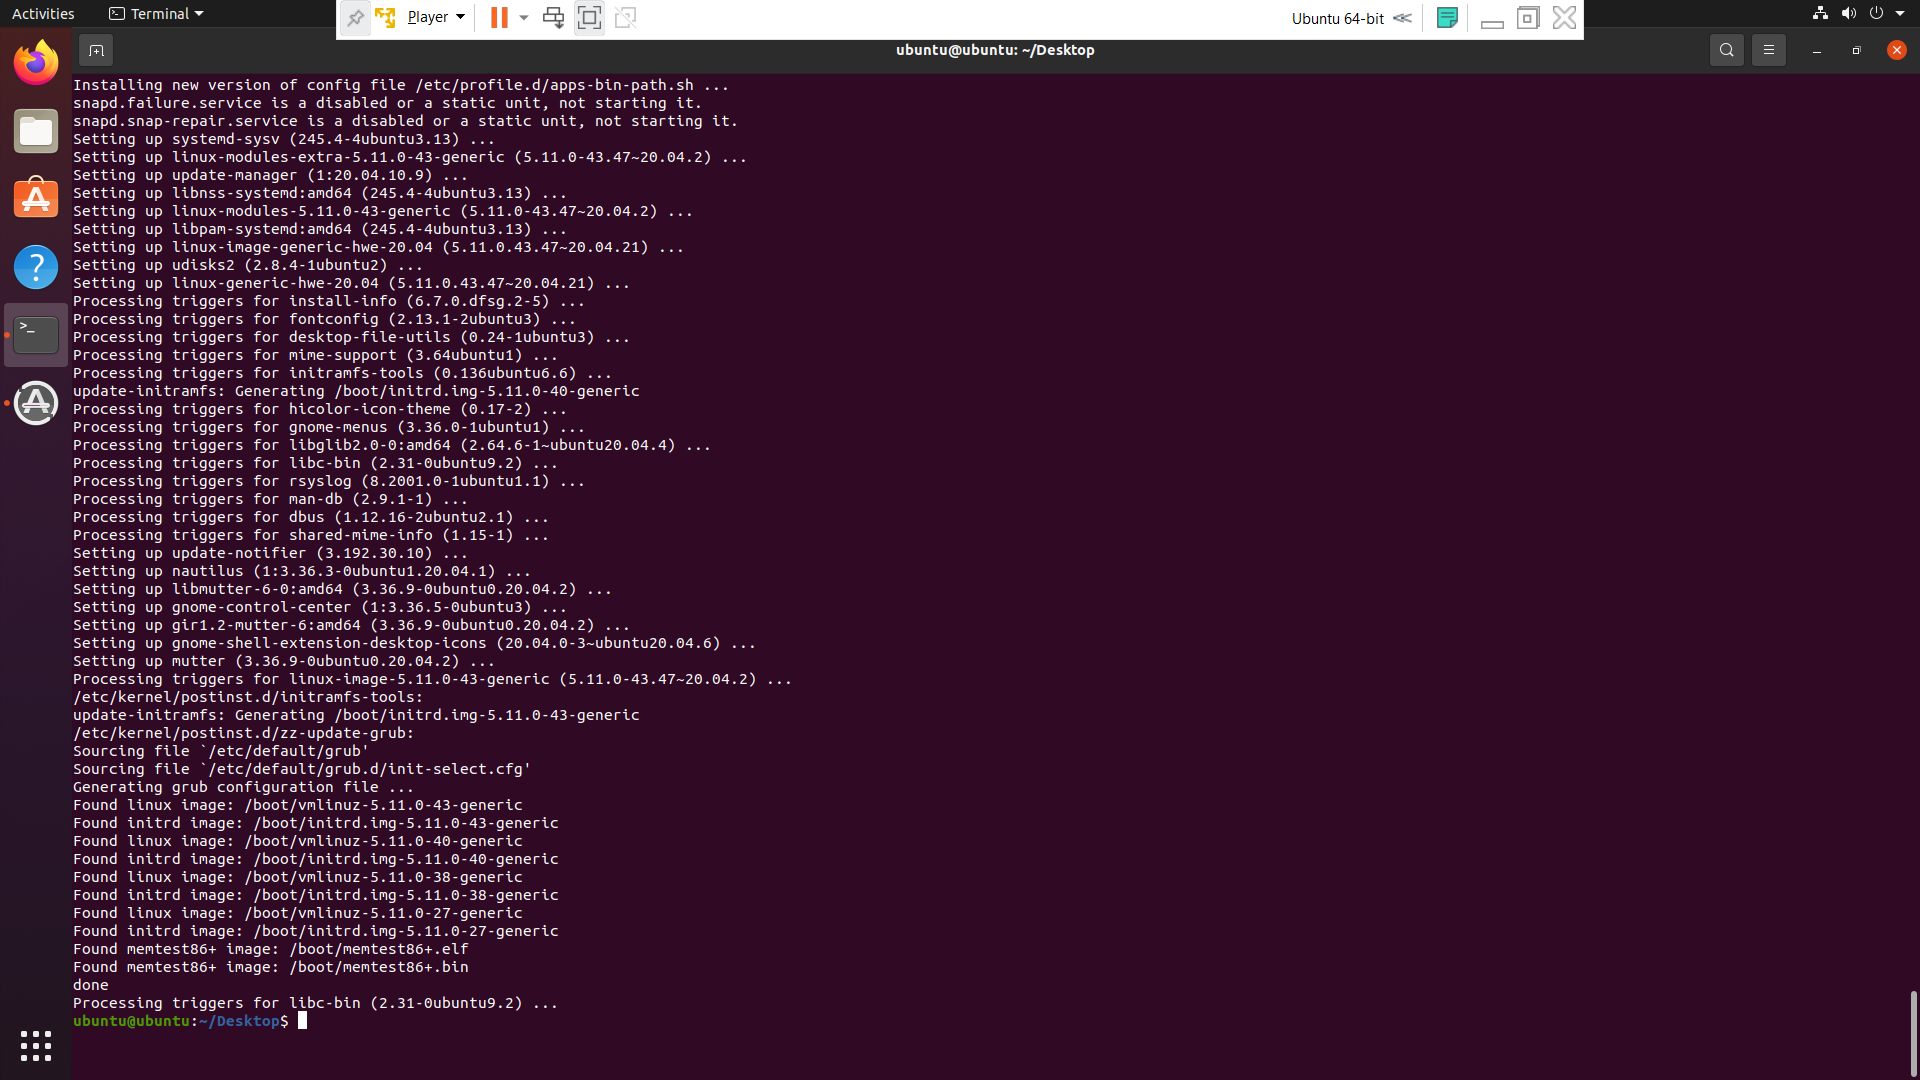 Activities
Terminal
Player
Ubuntu 64-bit
ubuntu@ubuntu: ~/Desktop
Installing new version of config file /etc/profile.d/apps-bin-path.sh ...
snapd.failure.service is a disabled or a static unit, not starting it.
snapd.snap-repair.service is a disabled or a static unit, not starting it.
Setting up systemd-sysv (245.4-4ubuntu3.13) ...
Setting up linux-modules-extra-5.11.0-43-generic (5.11.0-43.47~20.04.2) ...
Setting up update-manager (1:20.04.10.9) ...
Setting up libnss-systemd:amd64 (245.4-4ubuntu3.13) ...
Setting up linux-modules-5.11.0-43-generic (5.11.0-43.47~20.04.2) ...
Setting up libpam-systemd:amd64 (245.4-4ubuntu3.13) ...
Setting up linux-image-generic-hwe-20.04 (5.11.0.43.47~20.04.21) ...
Setting up udisks2 (2.8.4-1ubuntu2) ...
Setting up linux-generic-hwe-20.04 (5.11.0.43.47~20.04.21) ...
Processing triggers for install-info (6.7.0.dfsg.2-5) ...
Processing triggers for fontconfig (2.13.1-2ubuntu3) ...
Processing triggers for desktop-file-utils (0.24-1ubuntu3) ...
Processing triggers for mime-support (3.64ubuntu1) ...
Processing triggers for initramfs-tools (0.136ubuntu6.6) ...
update-initramfs: Generating /boot/initrd.img-5.11.0-40-generic
Processing triggers for hicolor-icon-theme (0.17-2) ...
Processing triggers for gnome-menus (3.36.0-1ubuntu1) ...
Processing triggers for libglib2.0-0:amd64 (2.64.6-1~ubuntu20.04.4) ...
Processing triggers for libc-bin (2.31-0ubuntu9.2) ...
Processing triggers for rsyslog (8.2001.0-1ubuntu1.1) ...
Processing triggers for man-db (2.9.1-1) ...
Processing triggers for dbus (1.12.16-2ubuntu2.1) ...
Processing triggers for shared-mime-info (1.15-1) ...
Setting up update-notifier (3.192.30.10) ...
Setting up nautilus (1:3.36.3-0ubuntu1.20.04.1) ...
Setting up libmutter-6-0:amd64 (3.36.9-0ubuntu0.20.04.2) ...
Setting up gnome-control-center (1:3.36.5-0ubuntu3) ...
Setting up gir1.2-mutter-6:amd64 (3.36.9-0ubuntu0.20.04.2) ...
Setting up gnome-shell-extension-desktop-icons (20.04.0-3~ubuntu20.04.6) ...
Setting up mutter (3.36.9-0ubuntu0.20.04.2) ...
Processing triggers for linux-image-5.11.0-43-generic (5.11.0-43.47~20.04.2) ...
/etc/kernel/postinst.d/initramfs-tools:
update-initramfs: Generating /boot/initrd.img-5.11.0-43-generic
/etc/kernel/postinst.d/zz-update-grub:
Sourcing file `/etc/default/grub'
Sourcing file `/etc/default/grub.d/init-select.cfg'
Generating grub configuration file ...
Found linux image: /boot/vmlinuz-5.11.0-43-generic
Found initrd image: /boot/initrd.img-5.11.0-43-generic
Found linux image: /boot/vmlinuz-5.11.0-40-generic
Found initrd image: /boot/initrd.img-5.11.0-40-generic
Found linux image: /boot/vmlinuz-5.11.0-38-generic
Found initrd image: /boot/initrd.img-5.11.0-38-generic
Found linux image: /boot/vmlinuz-5.11.0-27-generic
Found initrd image: /boot/initrd.img-5.11.0-27-generic
Found memtest86+ image: /boot/memtest86+.elf
Found memtest86+ image: /boot/memtest86+.bin
done
Processing triggers for libc-bin (2.31-0ubuntu9.2) ...
ubuntu@ubuntu:~/Desktop$